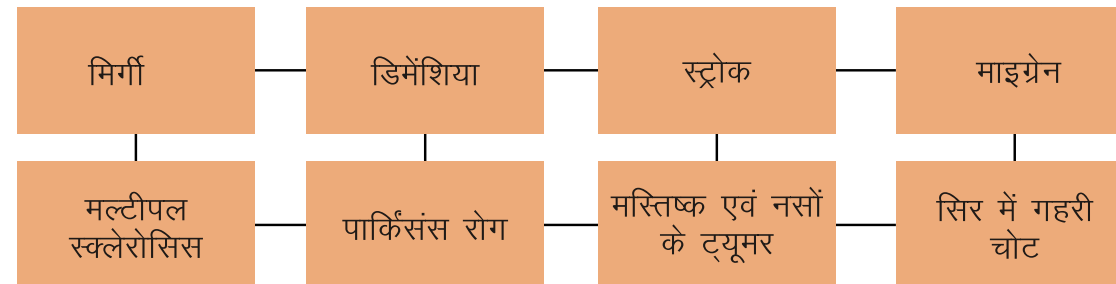 मिर्गी
डिमेंशिया
स्ट्रोक
माइग्रेन
मल्टीपल
स्क्लेरोसिस
पार्किंसंस रोग
मस्तिष्क एवं नसों
के ट्यूमर
सिर में गहरी
चोट